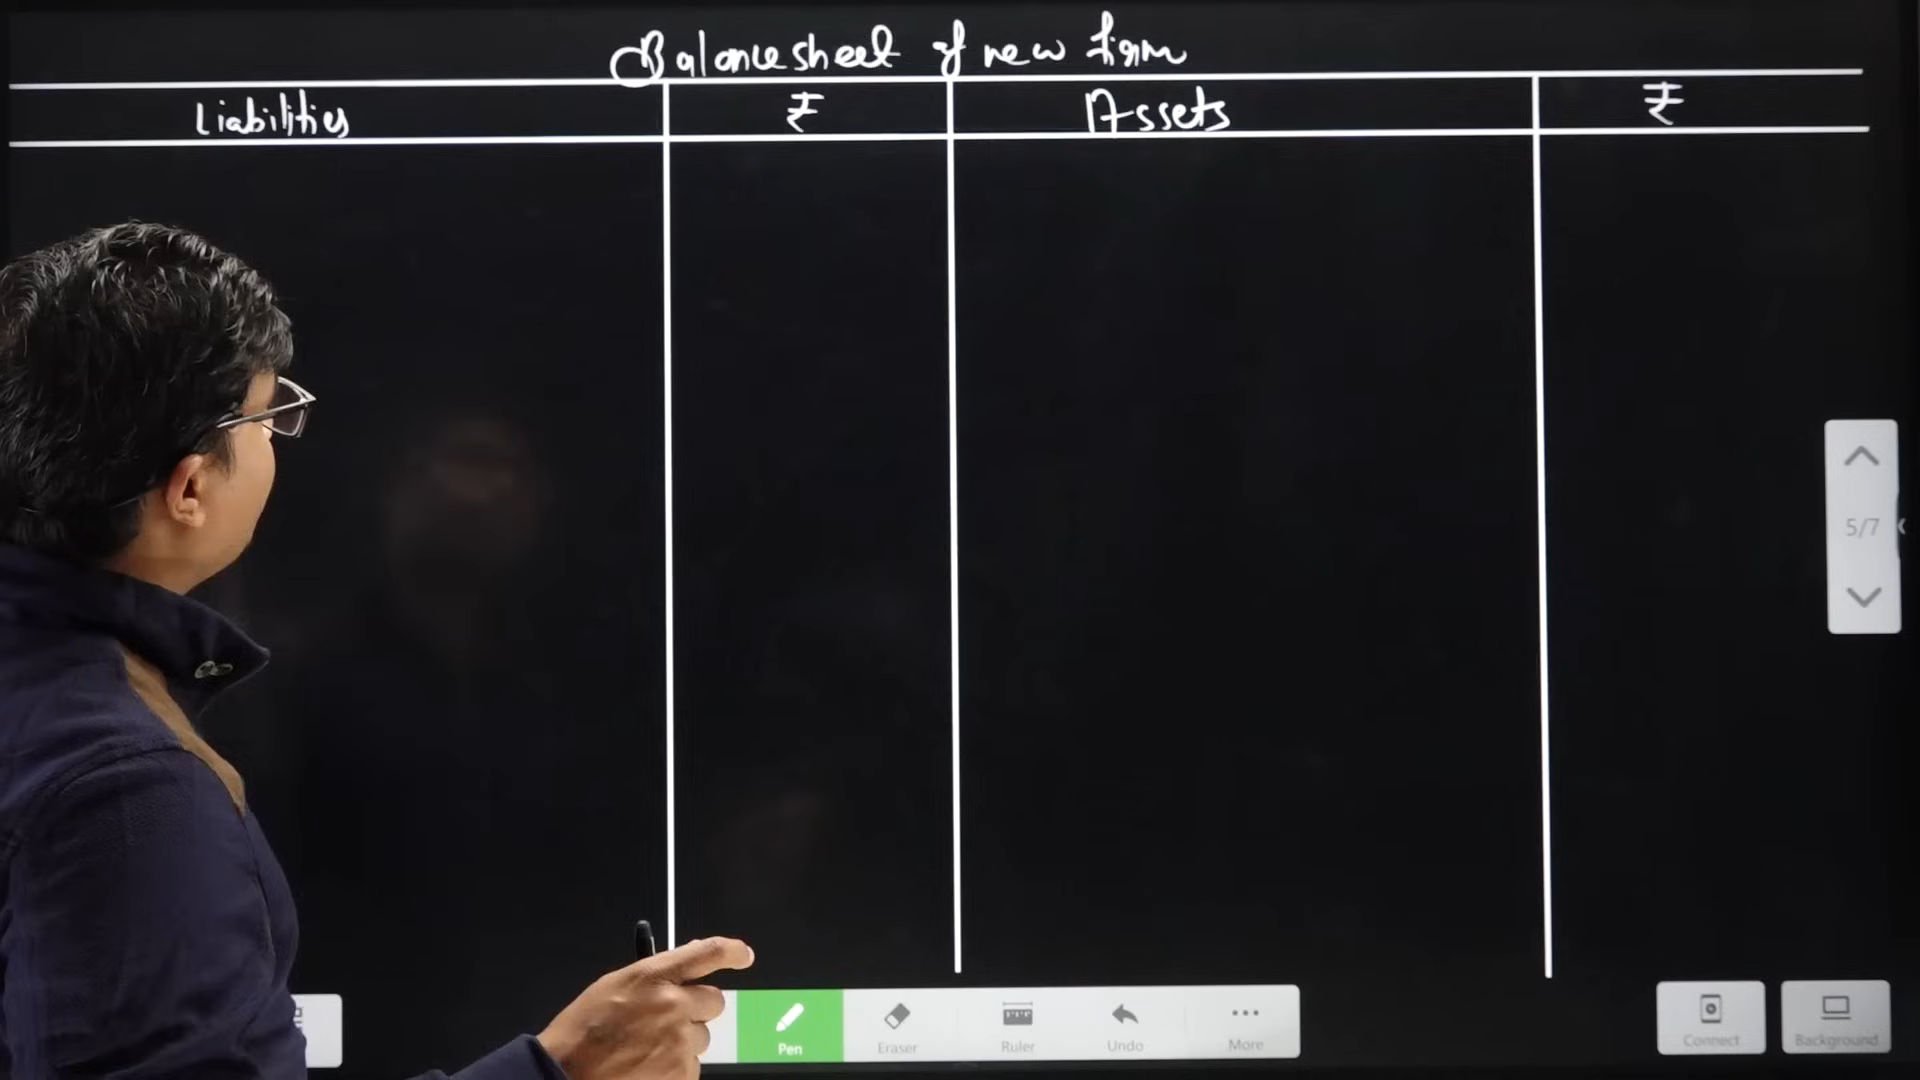 Balance sheet of new firm
Liabilities ₹ Assets ₹
5/7
Pen Eraser Ruler Undo More
Connect Background